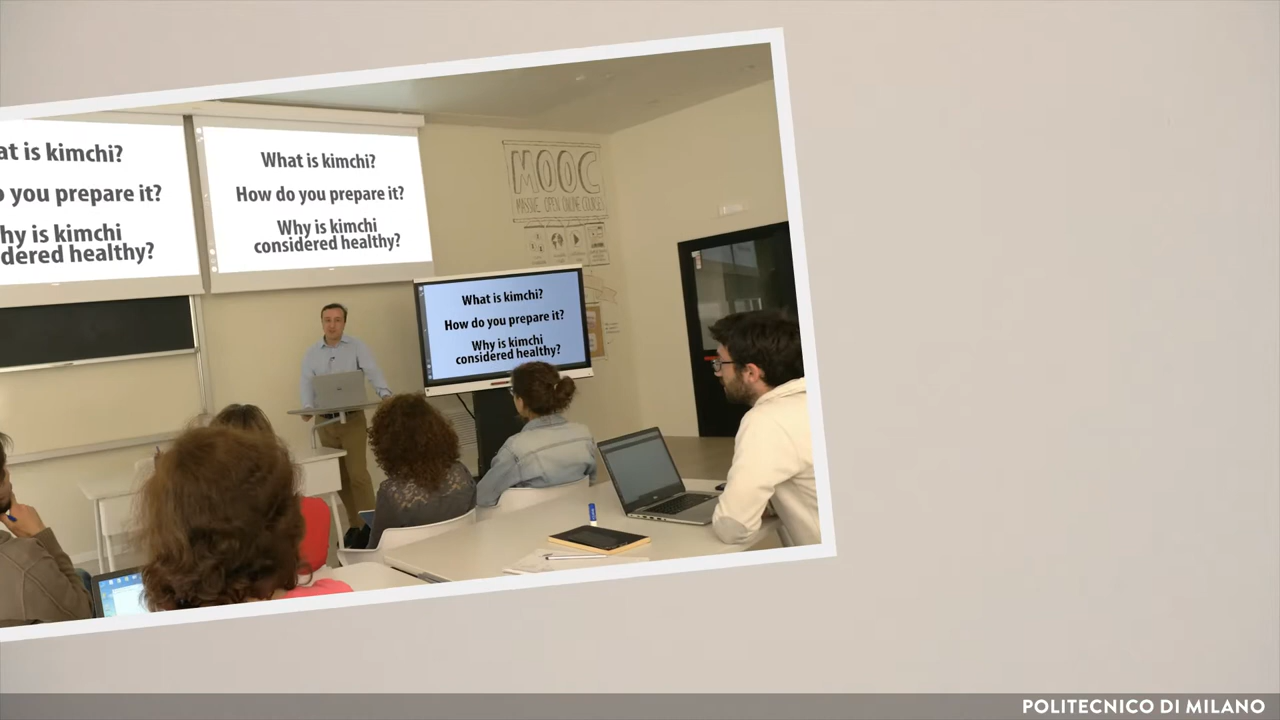 at is kimchi?
do you prepare it?
hy is kimchi
dered healthy?
What is kimchi?
How do you prepare it?
Why is kimchi
considered healthy?
MOOC
MASSIVE OPEN ONLINE COURSE
What is kimchi?
How do you prepare it?
Why is kimchi
considered healthy?
POLITECNICO DI MILANO